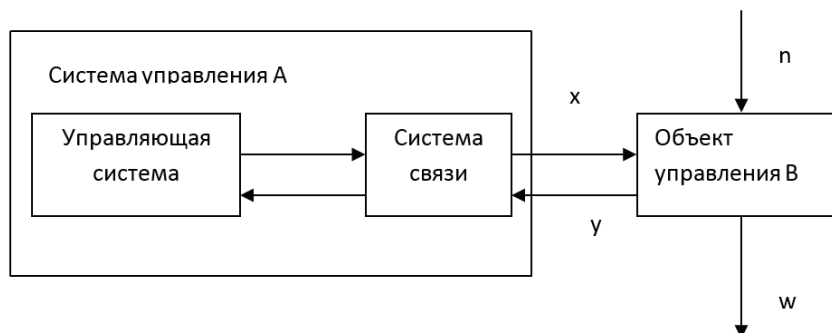 n
Система управления А
x
Управляющая
система
Система
связи
Объект
управления В
y
w